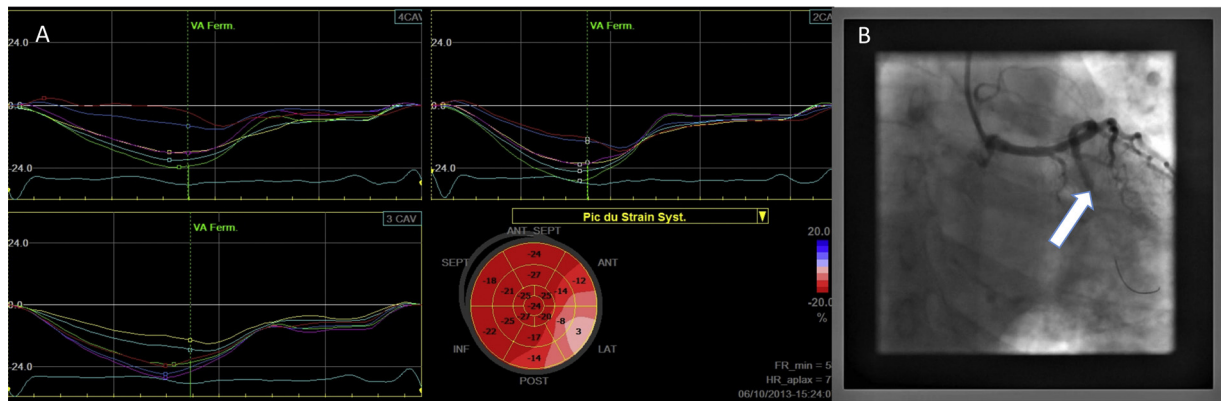 A
B
4CAV
VA Ferm.
24.0
0.0
-24.0
2CAV
VA Ferm.
24.0
0.0
-24.0
3 CAV
VA Ferm.
24.0
0.0
-24.0
Pic du Strain Syst.
ANT_SEPT
SEPT
ANT
-24
-18
-27
-12
-21
-14
-25
25
-24
-22
-25
-27
-20
-8
3
-17
INF
LAT
-14
POST
20.0
-20.0
%
FR_min = 5
HR_aplax = 7
06/10/2013-15:24:0